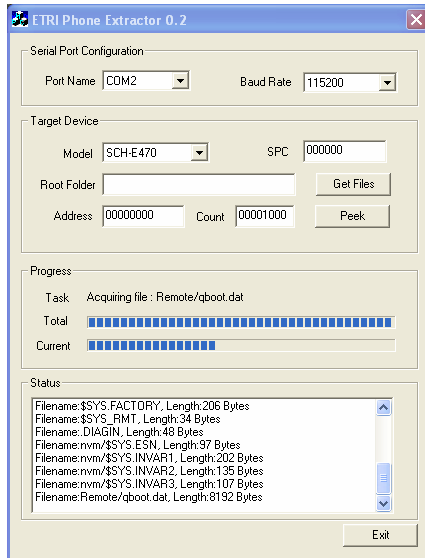 ETRI Phone Extractor 0.2
Serial Port Configuration
Port Name COM2 Baud Rate 115200
Target Device
Model SCH-E470 SPC 000000
Root Folder Get Files
Address 00000000 Count 00001000 Peek
Progress
Task Acquiring file : Remote/qboot.dat
Total
Current
Status
Filename:$SYS.FACTORY, Length:206 Bytes
Filename:$SYS_RMT, Length:34 Bytes
Filename:.DIAGIN, Length:48 Bytes
Filename:nvm/$SYS.ESN, Length:97 Bytes
Filename:nvm/$SYS.INVAR1, Length:202 Bytes
Filename:nvm/$SYS.INVAR2, Length:135 Bytes
Filename:nvm/$SYS.INVAR3, Length:107 Bytes
Filename:Remote/qboot.dat, Length:8192 Bytes
Exit